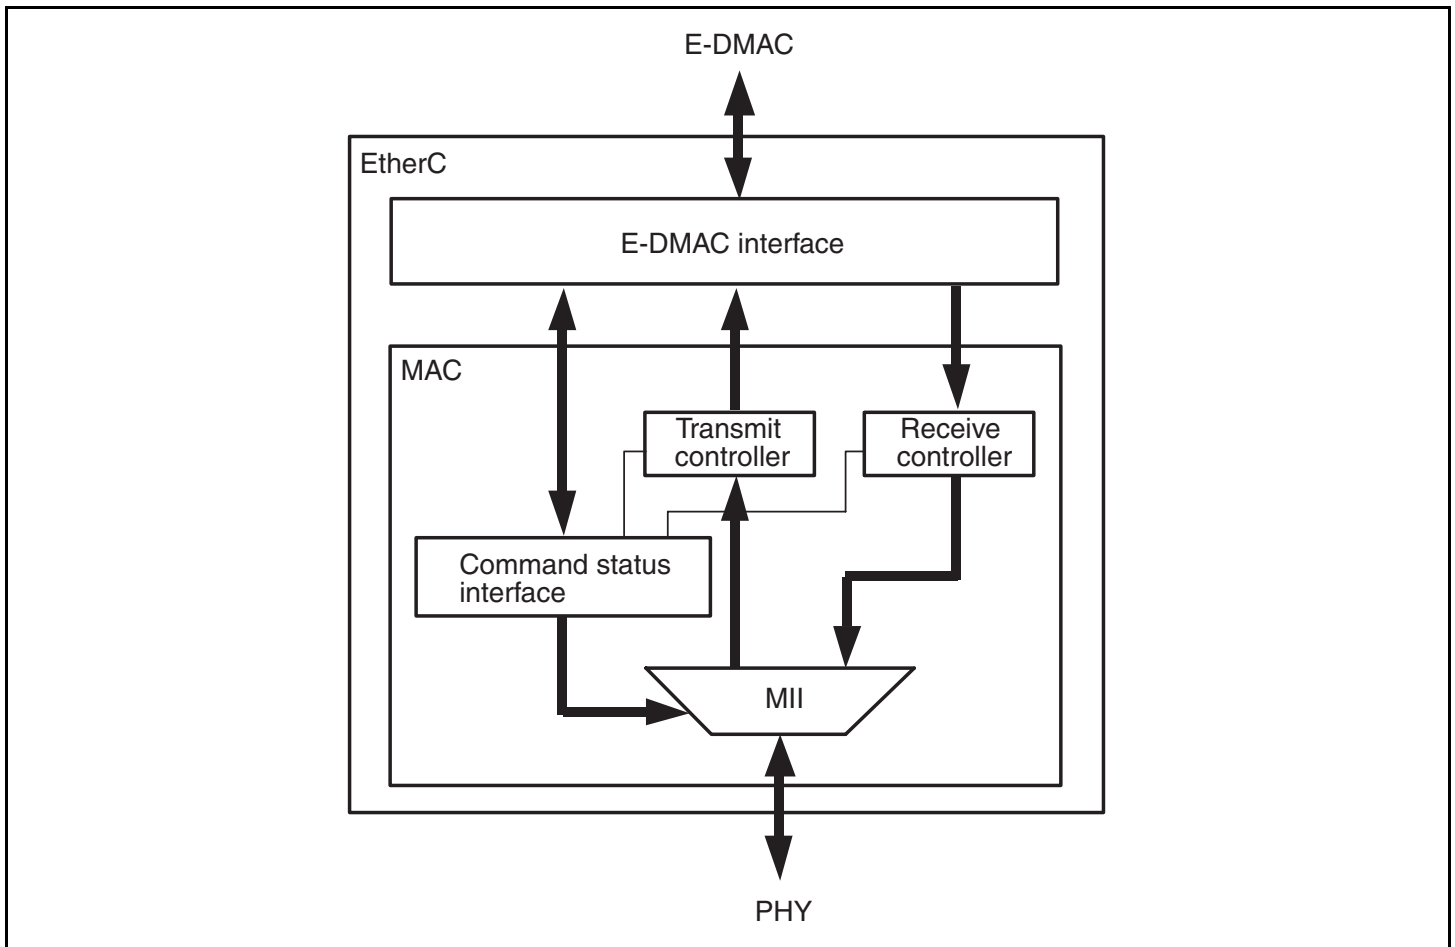 E-DMAC
EtherC
E-DMAC interface
MAC
Transmit
controller
Receive
controller
Command status
interface
MII
PHY